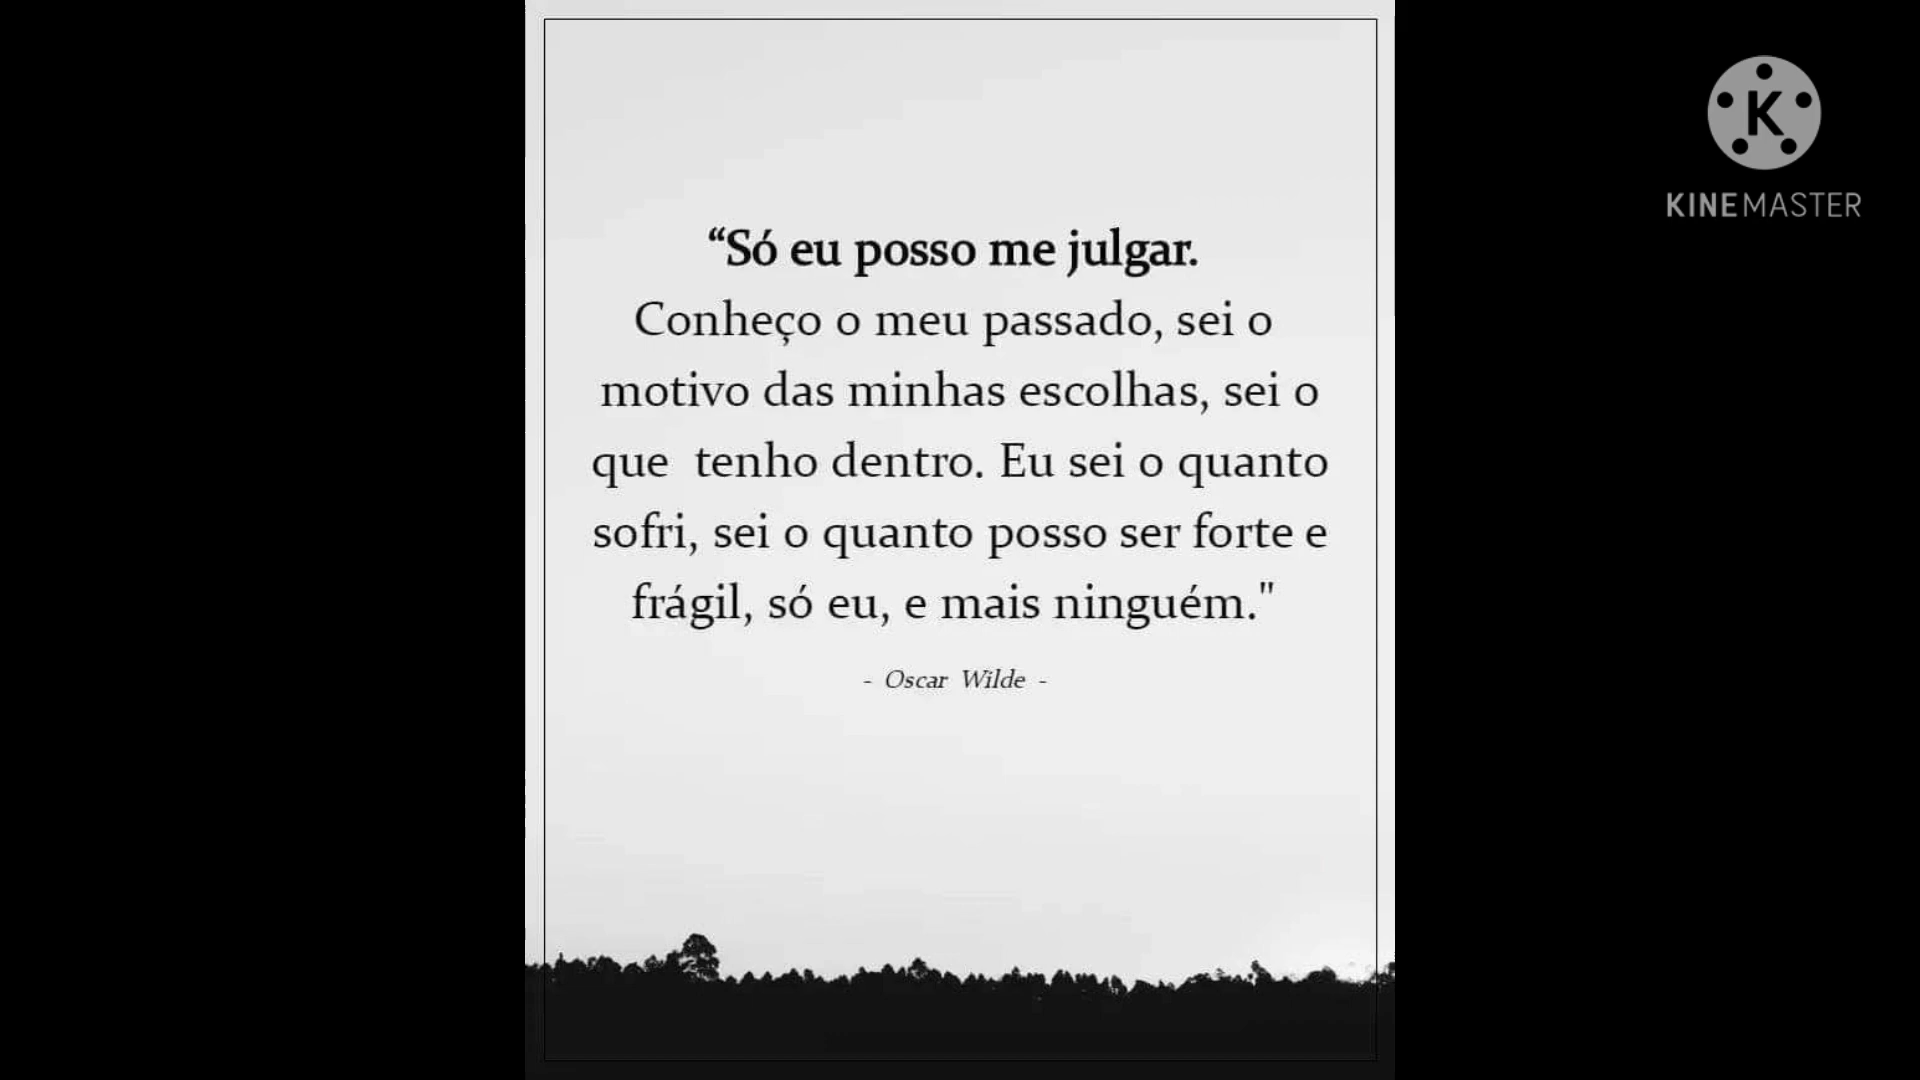 “Só eu posso me julgar.
Conheço o meu passado, sei o
motivo das minhas escolhas, sei o
que tenho dentro. Eu sei o quanto
sofri, sei o quanto posso ser forte e
frágil, só eu, e mais ninguém."
- Oscar Wilde -
K
KINEMASTER